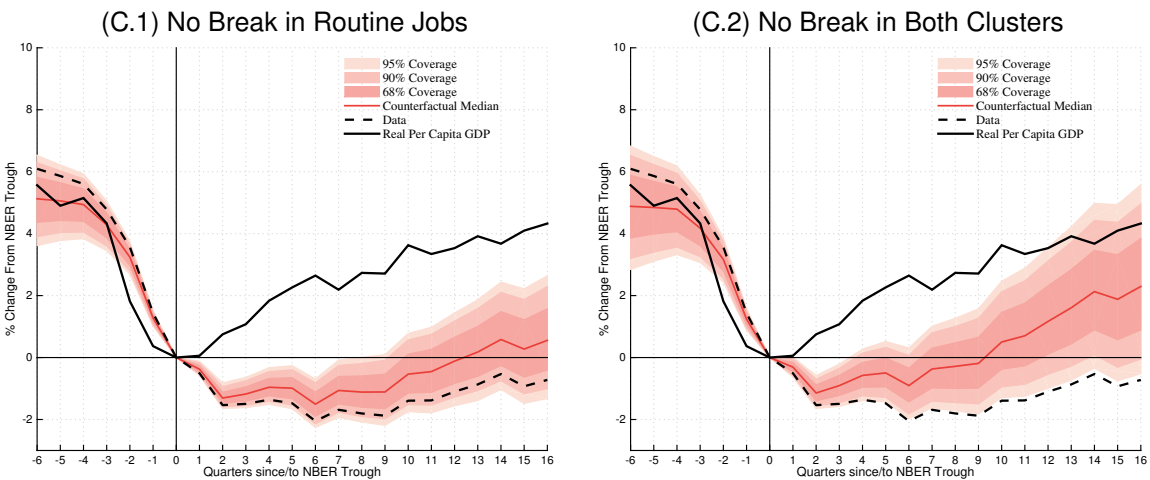 (C.1) No Break in Routine Jobs
10
8
6
4
2
0
-2
% Change From NBER Trough
95% Coverage
90% Coverage
68% Coverage
Counterfactual Median
Data
Real Per Capita GDP
-6 -5 -4 -3 -2 -1 0 1 2 3 4 5 6 7 8 9 10 11 12 13 14 15 16
Quarters since/to NBER Trough
(C.2) No Break in Both Clusters
10
8
6
4
2
0
-2
% Change From NBER Trough
95% Coverage
90% Coverage
68% Coverage
Counterfactual Median
Data
Real Per Capita GDP
-6 -5 -4 -3 -2 -1 0 1 2 3 4 5 6 7 8 9 10 11 12 13 14 15 16
Quarters since/to NBER Trough